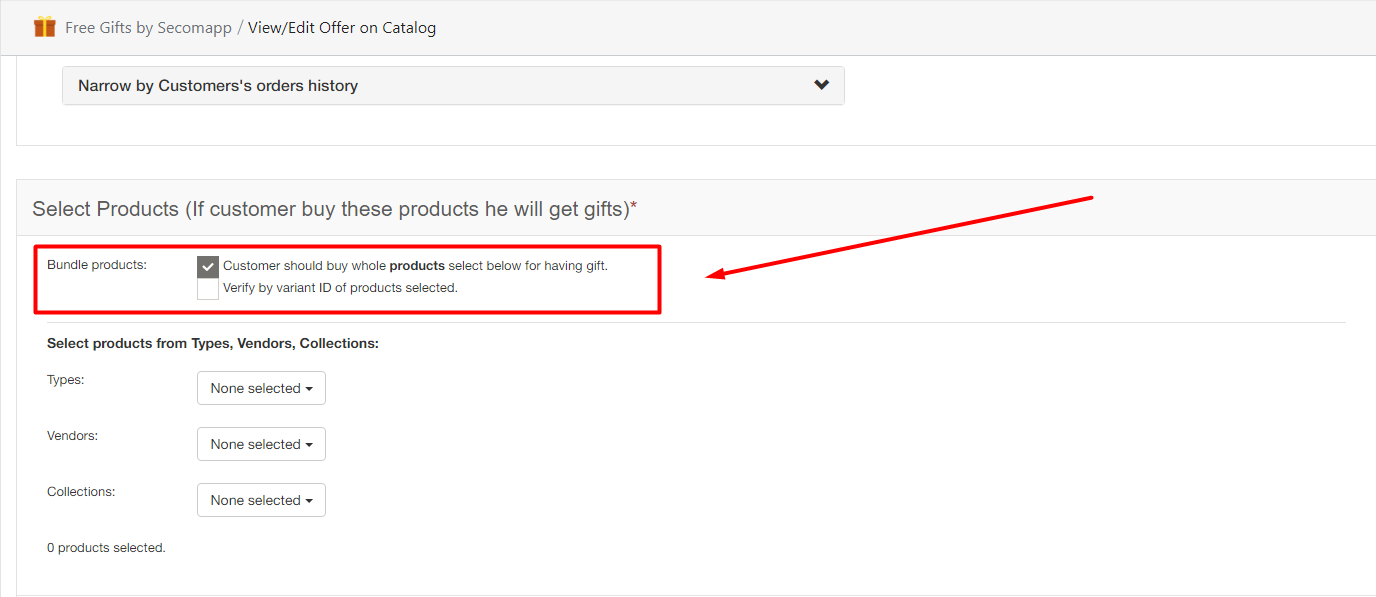 Free Gifts by Secomapp / View/Edit Offer on Catalog
Narrow by Customers's orders history
Select Products (If customer buy these products he will get gifts)*
Bundle products: Customer should buy whole products select below for having gift.
Verify by variant ID of products selected.
Select products from Types, Vendors, Collections:
Types: None selected
Vendors: None selected
Collections: None selected
0 products selected.